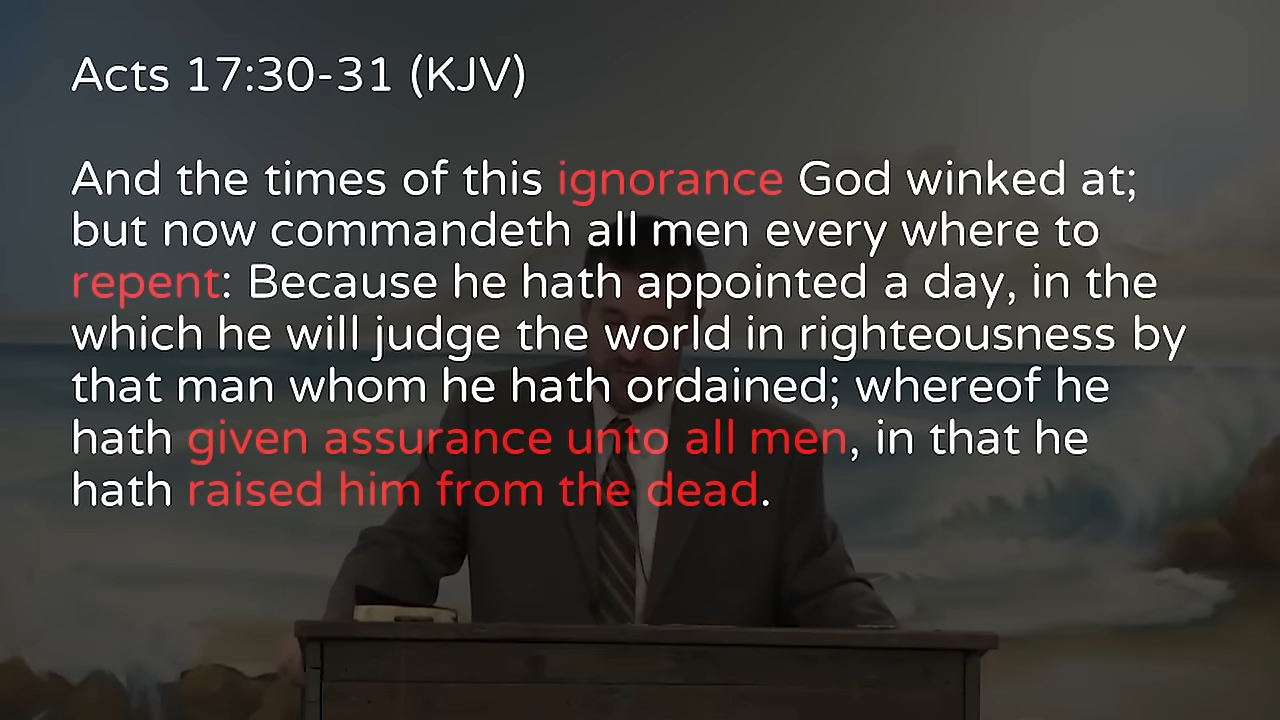 Acts 17:30-31 (KJV)
And the times of this ignorance God winked at;
but now commandeth all men every where to
repent: Because he hath appointed a day, in the
which he will judge the world in righteousness by
that man whom he hath ordained; whereof he
hath given assurance unto all men, in that he
hath raised him from the dead.